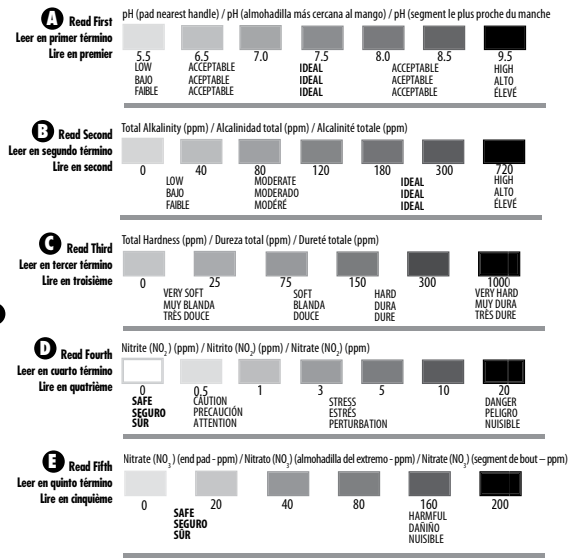 A Read First
Leer en primer término
Lire en premier
pH (pad nearest handle) / pH (almohadilla más cercana al mango) / pH (segment le plus proche du manche
5.5 6.5 7.0 7.5 8.0 8.5 9.5
LOW ACCEPTABLE IDEAL ACCEPTABLE HIGH
BAJO ACEPTABLE IDEAL ACEPTABLE ALTO
FAIBLE ACCEPTABLE IDEAL ACCEPTABLE ÉLEVÉ
B Read Second
Leer en segundo término
Lire en second
Total Alkalinity (ppm) / Alcalinidad total (ppm) / Alcalinité totale (ppm)
0 40 80 120 180 300 720
LOW MODERATE IDEAL HIGH
BAJO MODERADO IDEAL ALTO
FAIBLE MODÉRÉ IDEAL ÉLEVÉ
C Read Third
Leer en tercer término
Lire en troisième
Total Hardness (ppm) / Dureza total (ppm) / Dureté totale (ppm)
0 25 75 150 300 1000
VERY SOFT SOFT HARD VERY HARD
MUY BLANDA BLANDA DURA MUY DURA
TRÈS DOUCE DOUCE DURE TRÈS DURE
D Read Fourth
Leer en cuarto término
Lire en quatrième
Nitrite (NO2) (ppm) / Nitrito (NO2) (ppm) / Nitrate (NO2) (ppm)
0 0.5 1 3 5 10 20
SAFE CAUTION STRESS DANGER
SEGURO PRECAUCIÓN ESTRÉS PELIGRO
SÛR ATTENTION PERTURBATION NUISIBLE
E Read Fifth
Leer en quinto término
Lire en cinquième
Nitrate (NO3) (end pad - ppm) / Nitrato (NO3) (almohadilla del extremo - ppm) / Nitrate (NO3) (segment de bout – ppm)
0 20 40 80 160 200
SAFE HARMFUL
SEGURO DAÑIÑO
SÛR NUISIBLE